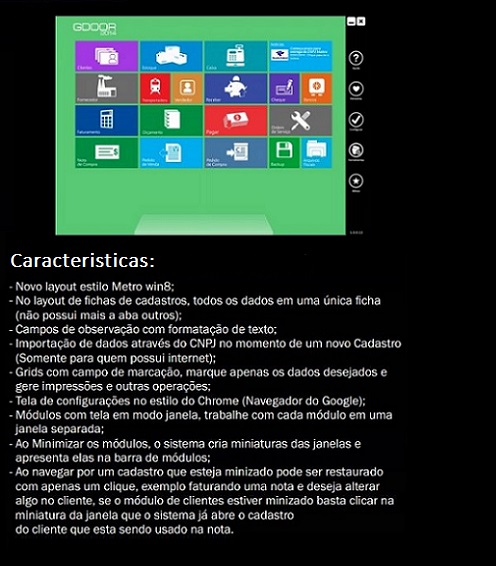 GDOOR
2014
Clientes
Estoque
Caixa
Fornecedor
Transportadora
Vendedor
Receber
Cheque
Banco
Faturamento
Orçamento
Pagar
Ordem
de Serviço
Nota
de Compra
Pedido
de Venda
Pedido
de Compra
Backup
Arquivos
Fiscais
Caracteristicas:
- Novo layout estilo Metro win8;
- No layout de fichas de cadastros, todos os dados em uma única ficha
(não possui mais a aba outros);
- Campos de observação com formatação de texto;
- Importação de dados através do CNPJ no momento de um novo Cadastro
(Somente para quem possui internet);
- Grids com campo de marcação, marque apenas os dados desejados e
gere impressões e outras operações;
- Tela de configurações no estilo do Chrome (Navegador do Google);
- Módulos com tela em modo janela, trabalhe com cada módulo em uma
janela separada;
- Ao Minimizar os módulos, o sistema cria miniaturas das janelas e
apresenta elas na barra de módulos;
- Ao navegar por um cadastro que esteja minizado pode ser restaurado
com apenas um clique, exemplo faturando uma nota e deseja alterar
algo no cliente, se o módulo de clientes estiver minizado basta clicar na
miniatura da janela que o sistema já abre o cadastro
do cliente que esta sendo usado na nota.